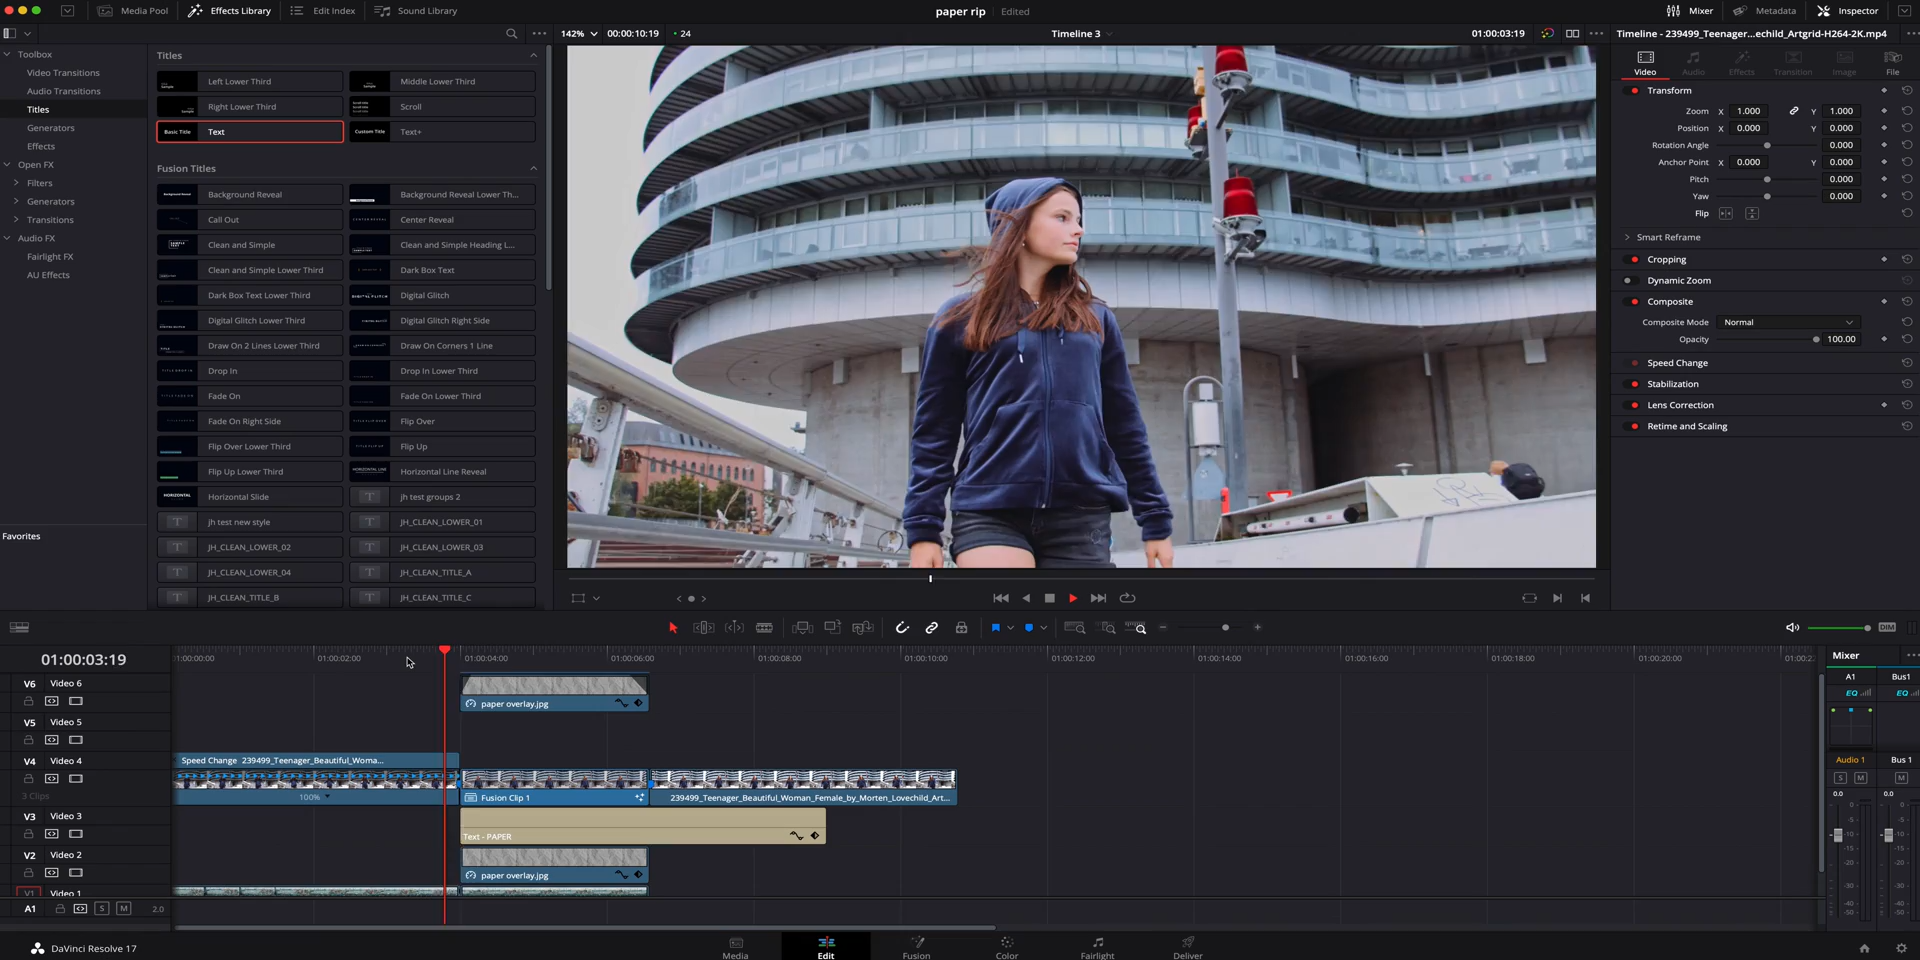 Media Pool Effects Library Edit Index Sound Library paper rip Edited Mixer Metadata Inspector
142% 00:00:10:19 24 Timeline 3 01:00:03:19 Timeline - 239499_Teenager...echild_Artgrid-H264-2K.mp4
Toolbox
Video Transitions
Audio Transitions
Titles
Generators
Effects
Open FX
Filters
Generators
Transitions
Audio FX
Fairlight FX
AU Effects
Favorites
Titles
Left Lower Third Middle Lower Third
Right Lower Third Scroll
Basic Title Text Custom Title Text+
Fusion Titles
Background Reveal Background Reveal Lower Th...
Call Out Center Reveal
Clean and Simple Clean and Simple Heading L...
Clean and Simple Lower Third Dark Box Text
Dark Box Text Lower Third Digital Glitch
Digital Glitch Lower Third Digital Glitch Right Side
Draw On 2 Lines Lower Third Draw On Corners 1 Line
Drop In Drop In Lower Third
Fade On Fade On Lower Third
Fade On Right Side Flip Over
Flip Over Lower Third Flip Up
Flip Up Lower Third HORIZONTAL LINE Horizontal Line Reveal
HORIZONTAL Horizontal Slide jh test groups 2
jh test new style JH_CLEAN_LOWER_01
JH_CLEAN_LOWER_02 JH_CLEAN_LOWER_03
JH_CLEAN_LOWER_04 JH_CLEAN_TITLE_A
JH_CLEAN_TITLE_B JH_CLEAN_TITLE_C
Video Audio Effects Transition Image File
Transform
Zoom X 1.000 Y 1.000
Position X 0.000 Y 0.000
Rotation Angle 0.000
Anchor Point X 0.000 Y 0.000
Pitch 0.000
Yaw 0.000
Flip
Smart Reframe
Cropping
Dynamic Zoom
Composite
Composite Mode Normal
Opacity 100.00
Speed Change
Stabilization
Lens Correction
Retime and Scaling
DIM
01:00:03:19 01:00:00:00 01:00:02:00 01:00:04:00 01:00:06:00 01:00:08:00 01:00:10:00 01:00:12:00 01:00:14:00 01:00:16:00 01:00:18:00 01:00:20:00
V6 Video 6
paper overlay.jpg
V5 Video 5
V4 Video 4
3 Clips
Speed Change 239499_Teenager_Beautiful_Woma...
100%
Fusion Clip 1 239499_Teenager_Beautiful_Woman_Female_by_Morten_Lovechild_Art...
V3 Video 3
Text - PAPER
V2 Video 2
paper overlay.jpg
V1 Video 1
A1 S M 2.0
Mixer
A1 Bus1
EQ EQ
Audio 1 Bus 1
S M M
0.0 0.0
DaVinci Resolve 17 Media Edit Fusion Color Fairlight Deliver